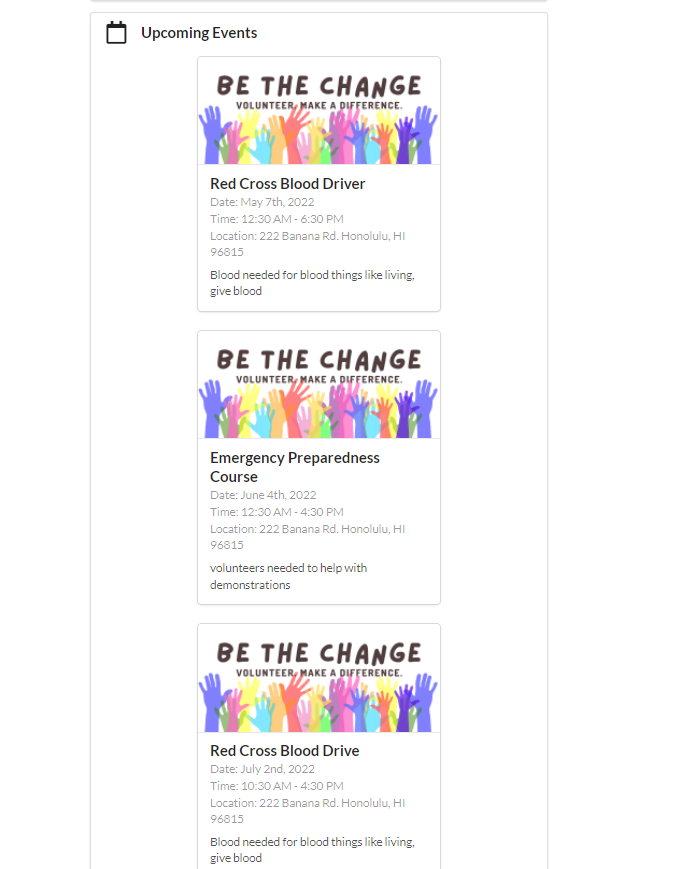 Upcoming Events
BE THE CHANGE
VOLUNTEER. MAKE A DIFFERENCE.
Red Cross Blood Driver
Date: May 7th, 2022
Time: 12:30 AM - 6:30 PM
Location: 222 Banana Rd. Honolulu, HI
96815
Blood needed for blood things like living,
give blood
BE THE CHANGE
VOLUNTEER. MAKE A DIFFERENCE.
Emergency Preparedness
Course
Date: June 4th, 2022
Time: 12:30 AM - 4:30 PM
Location: 222 Banana Rd. Honolulu, HI
96815
volunteers needed to help with
demonstrations
BE THE CHANGE
VOLUNTEER. MAKE A DIFFERENCE.
Red Cross Blood Drive
Date: July 2nd, 2022
Time: 10:30 AM - 4:30 PM
Location: 222 Banana Rd. Honolulu, HI
96815
Blood needed for blood things like living,
give blood